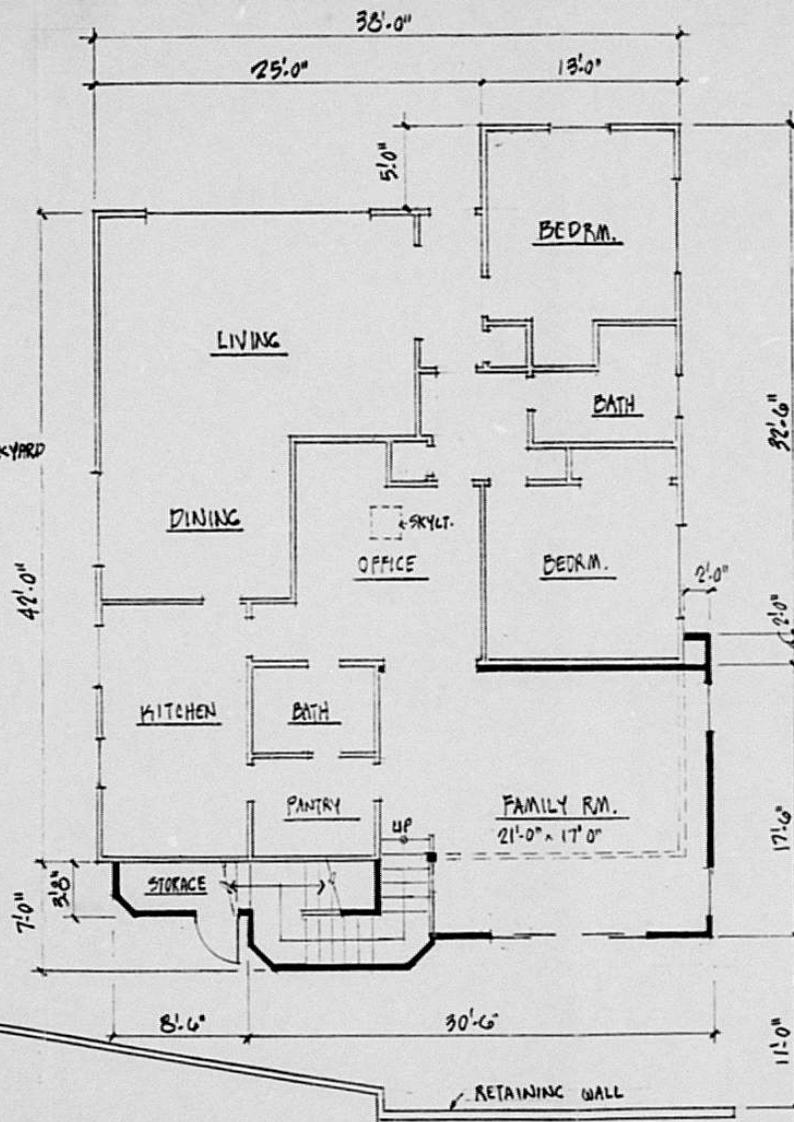 38'-0"
25'-0"
13'-0"
5'-0"
BEDRM.
LIVING
BATH
32'-6"
KYARD
DINING
SKYLT.
OFFICE
BEDRM.
2'-0"
2'-0"
42'-0"
KITCHEN
BATH
PANTRY
FAMILY RM.
21'-0" x 17'0"
UP
17'-6"
STORAGE
3'8"
7'-0"
8'-6"
30'-6"
11'-0"
RETAINING WALL